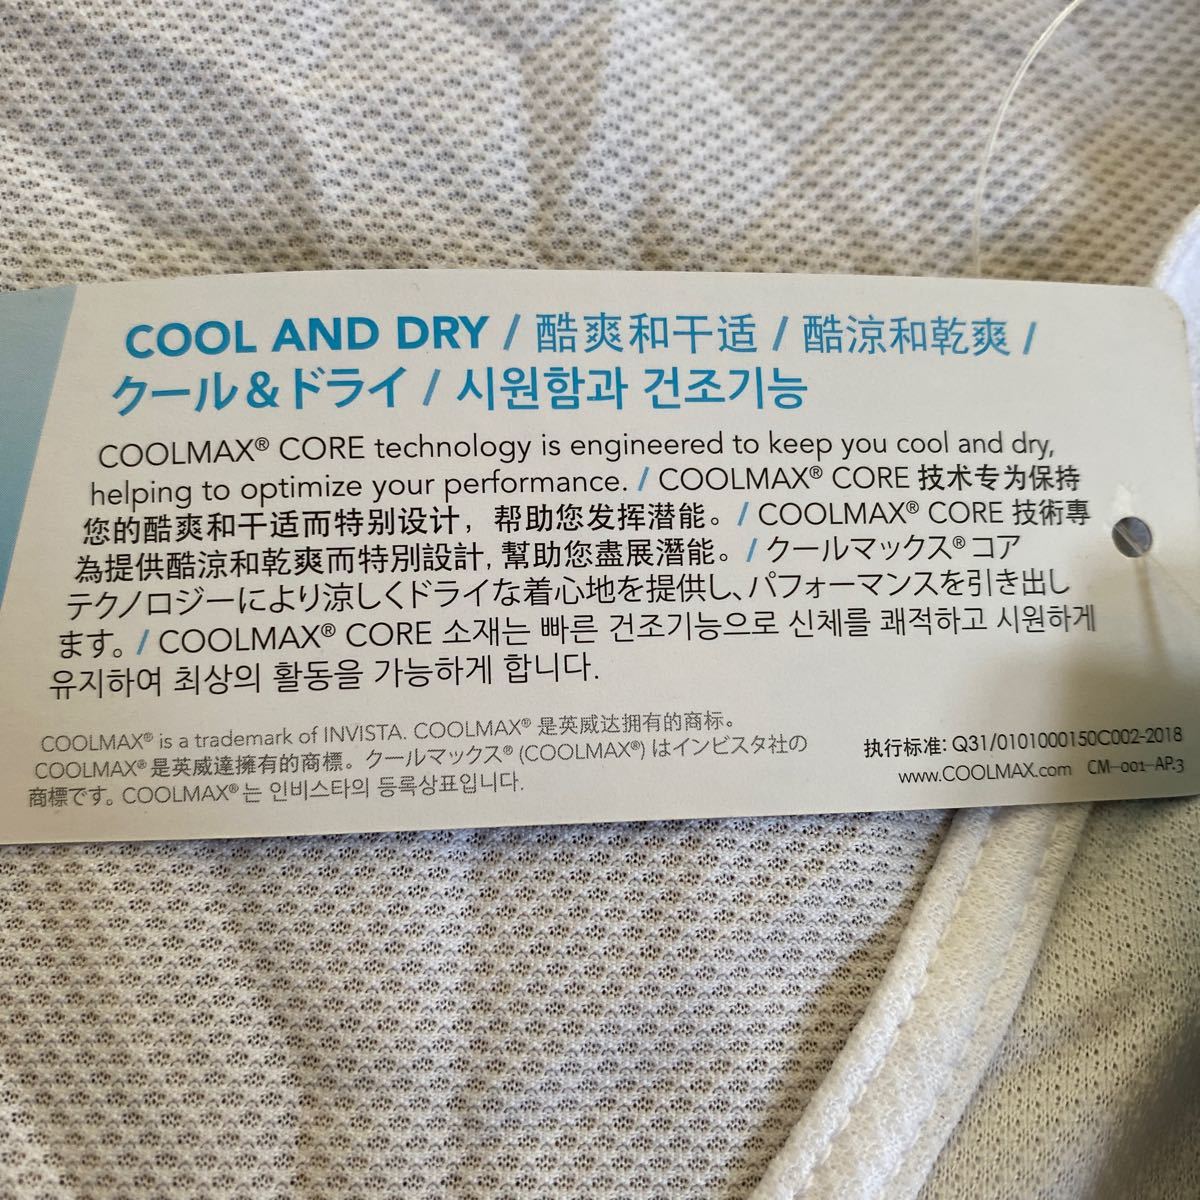 COOL AND DRY / 酷爽和干适 / 酷涼和乾爽 /
クール＆ドライ / 시원함과 건조기능
COOLMAX® CORE technology is engineered to keep you cool and dry,
helping to optimize your performance. / COOLMAX® CORE 技术专为保持
您的酷爽和干适而特别设计，帮助您发挥潜能。/ COOLMAX® CORE 技術專
為提供酷涼和乾爽而特別設計，幫助您盡展潛能。/ クールマックス® コア
テクノロジーにより涼しくドライな着心地を提供し、パフォーマンスを引き出し
ます。/ COOLMAX® CORE 소재는 빠른 건조기능으로 신체를 쾌적하고 시원하게
유지하여 최상의 활동을 가능하게 합니다.
COOLMAX® is a trademark of INVISTA. COOLMAX® 是英威达拥有的商标。
COOLMAX® 是英威達擁有的商標。クールマックス® (COOLMAX®) はインビスタ社の
商標です。COOLMAX® 는 인비스타의 등록상표입니다.
执行标准: Q31/0101000150C002-2018
www.COOLMAX.com CM-001-AP.3